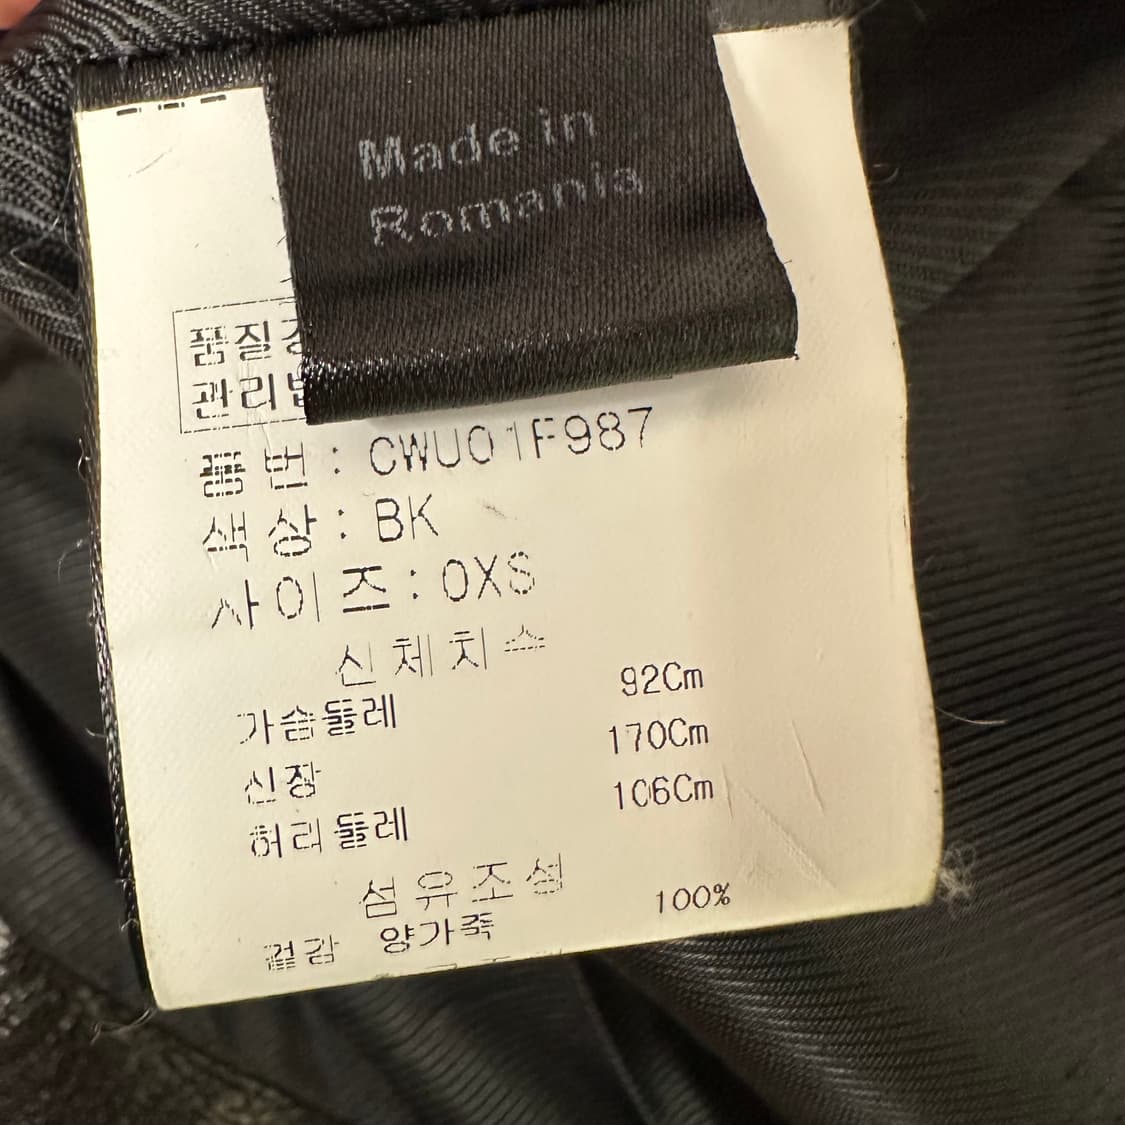 Made in
Romania
품질
관리
품 번 : CWU01F987
색 상 : BK
사 이 즈 : 0XS
신 체 치 수
가슴둘레 92Cm
신장 170Cm
허리둘레 106Cm
섬 유 조 성
겉감 양가죽 100%